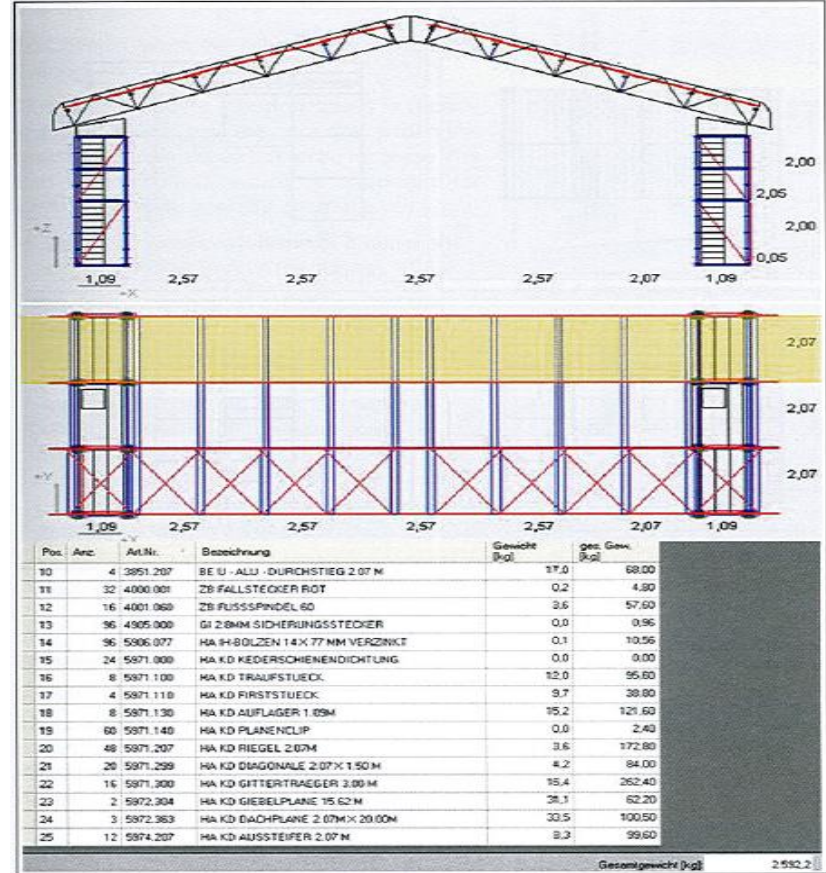 2,00
2,05
2,00
0,05
+Z
1,09 2,57 2,57 2,57 2,57 2,07 1,09
+X
2,07
2,07
2,07
+Y
1,09 2,57 2,57 2,57 2,57 2,07 1,09
Pos. Anz. Art.Nr. Bezeichnung Gewicht [kg] ges. Gew. [kg]
10 4 3851.207 BE U - ALU - DURCHSTIEG 2.07 M 17,0 68,00
11 32 4000.001 ZB FALLSTECKER ROT 0,2 4,80
12 16 4001.060 ZB FUSSSPINDEL 60 3,6 57,60
13 96 4905.000 GI 2.8MM SICHERUNGSSTECKER 0,0 0,96
14 96 5906.077 HA IH-BOLZEN 14 X 77 MM VERZINKT 0,1 10,56
15 24 5971.000 HA KD KEDERSCHIENENDICHTUNG 0,0 0,00
16 8 5971.100 HA KD TRAUFSTUECK 12,0 95,60
17 4 5971.110 HA KD FIRSTSTUECK 9,7 38,80
18 8 5971.130 HA KD AUFLAGER 1.09M 15,2 121,60
19 60 5971.140 HA KD PLANENCLIP 0,0 2,40
20 48 5971.207 HA KD RIEGEL 2.07M 3,6 172,80
21 20 5971.299 HA KD DIAGONALE 2.07 X 1.50 M 4,2 84,00
22 16 5971.300 HA KD GITTERTRAEGER 3.00 M 262,40
23 2 5972.304 HA KD GIEBELPLANE 15.62 M 31,1 62,20
24 3 5972.363 HA KD DACHPLANE 2.07M X 20.00M 33,5 100,50
25 12 5974.207 HA KD AUSSTEIFER 2.07 M 8,3 99,60
Gesamtgewicht [kg] 2.592,2